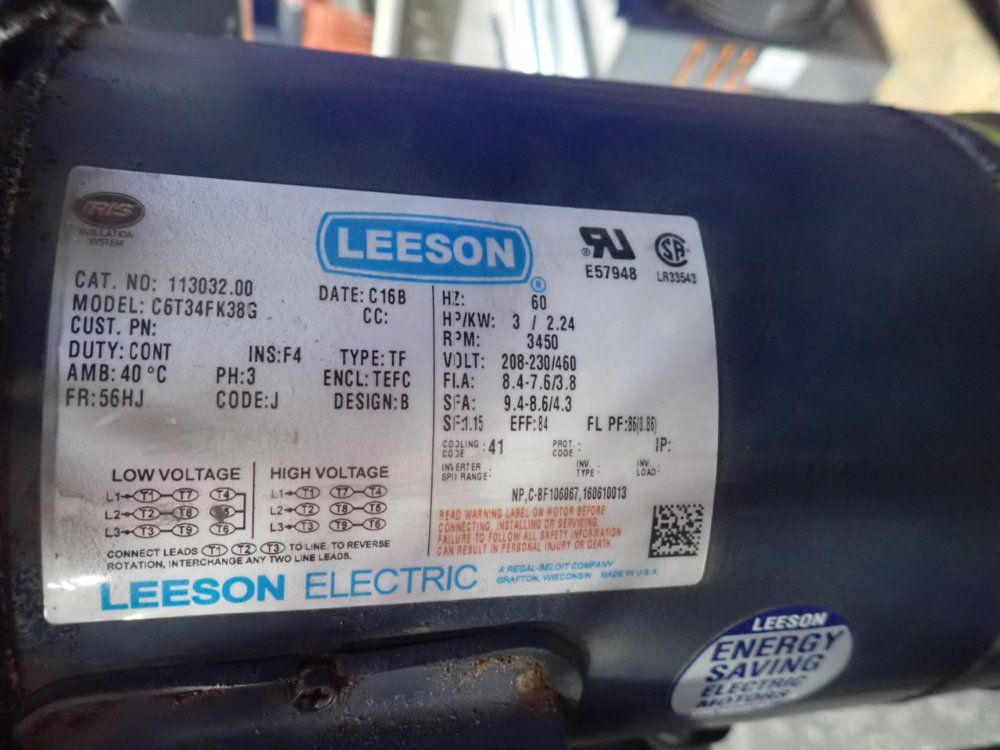 IRIS
INSULATION
SYSTEM
LEESON
®
E57948
SA
LR33543
CAT. NO: 113032.00
DATE: C16B
MODEL: C6T34FK38G
CC:
CUST. PN:
DUTY: CONT INS:F4 TYPE: TF
AMB: 40 °C PH:3 ENCL: TEFC
FR: 56HJ CODE:J DESIGN:B
HZ: 60
HP/KW: 3 / 2.24
RPM: 3450
VOLT: 208-230/460
FLA: 8.4-7.6/3.8
SFA: 9.4-8.6/4.3
SF:1.15 EFF: 84 FL PF:86(0.86)
COOLING CODE : 41 PROT. CODE : IP:
INVERTER SPD RANGE : INV. TYPE : INV. LOAD :
NP,C-8F106067,160610013
LOW VOLTAGE
L1 T1 T7 T4
L2 T2 T8 T5
L3 T3 T9 T6
HIGH VOLTAGE
L1 T1 T7 T4
L2 T2 T8 T5
L3 T3 T9 T6
CONNECT LEADS T1 T2 T3 TO LINE. TO REVERSE
ROTATION, INTERCHANGE ANY TWO LINE LEADS.
READ WARNING LABEL ON MOTOR BEFORE
CONNECTING, INSTALLING OR SERVICING.
FAILURE TO FOLLOW ALL SAFETY INFORMATION
CAN RESULT IN PERSONAL INJURY OR DEATH.
LEESON ELECTRIC
A REGAL-BELOIT COMPANY
GRAFTON, WISCONSIN MADE IN U.S.A.
LEESON
ENERGY
SAVING
ELECTRIC
MOTORS